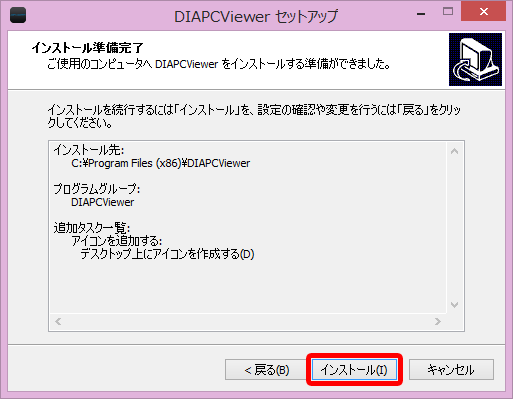 DIAPCViewer セットアップ
インストール準備完了
ご使用のコンピュータへ DIAPCViewer をインストールする準備ができました。
インストールを続行するには「インストール」を、設定の確認や変更を行うには「戻る」をクリッ
クしてください。
インストール先:
C:¥Program Files (x86)¥DIAPCViewer
プログラムグループ:
DIAPCViewer
追加タスク一覧:
アイコンを追加する:
デスクトップ上にアイコンを作成する(D)
< 戻る(B)
インストール(I)
キャンセル